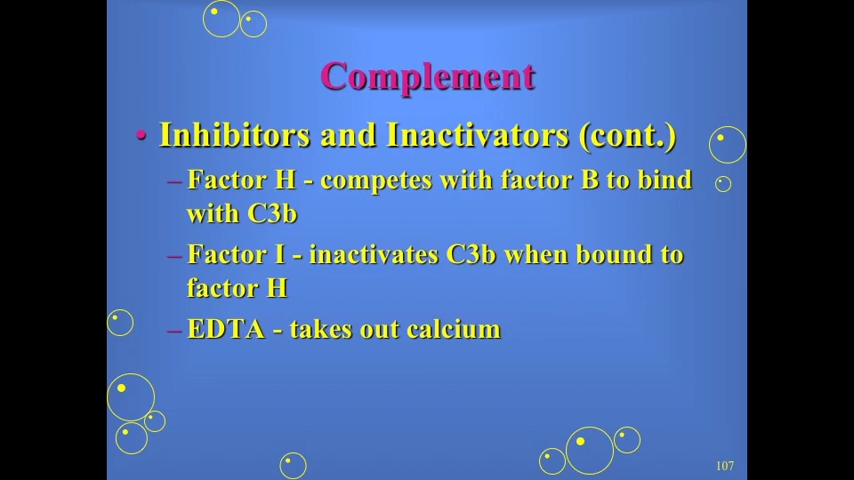 Complement
• Inhibitors and Inactivators (cont.)
– Factor H - competes with factor B to bind
with C3b
– Factor I - inactivates C3b when bound to
factor H
– EDTA - takes out calcium
107